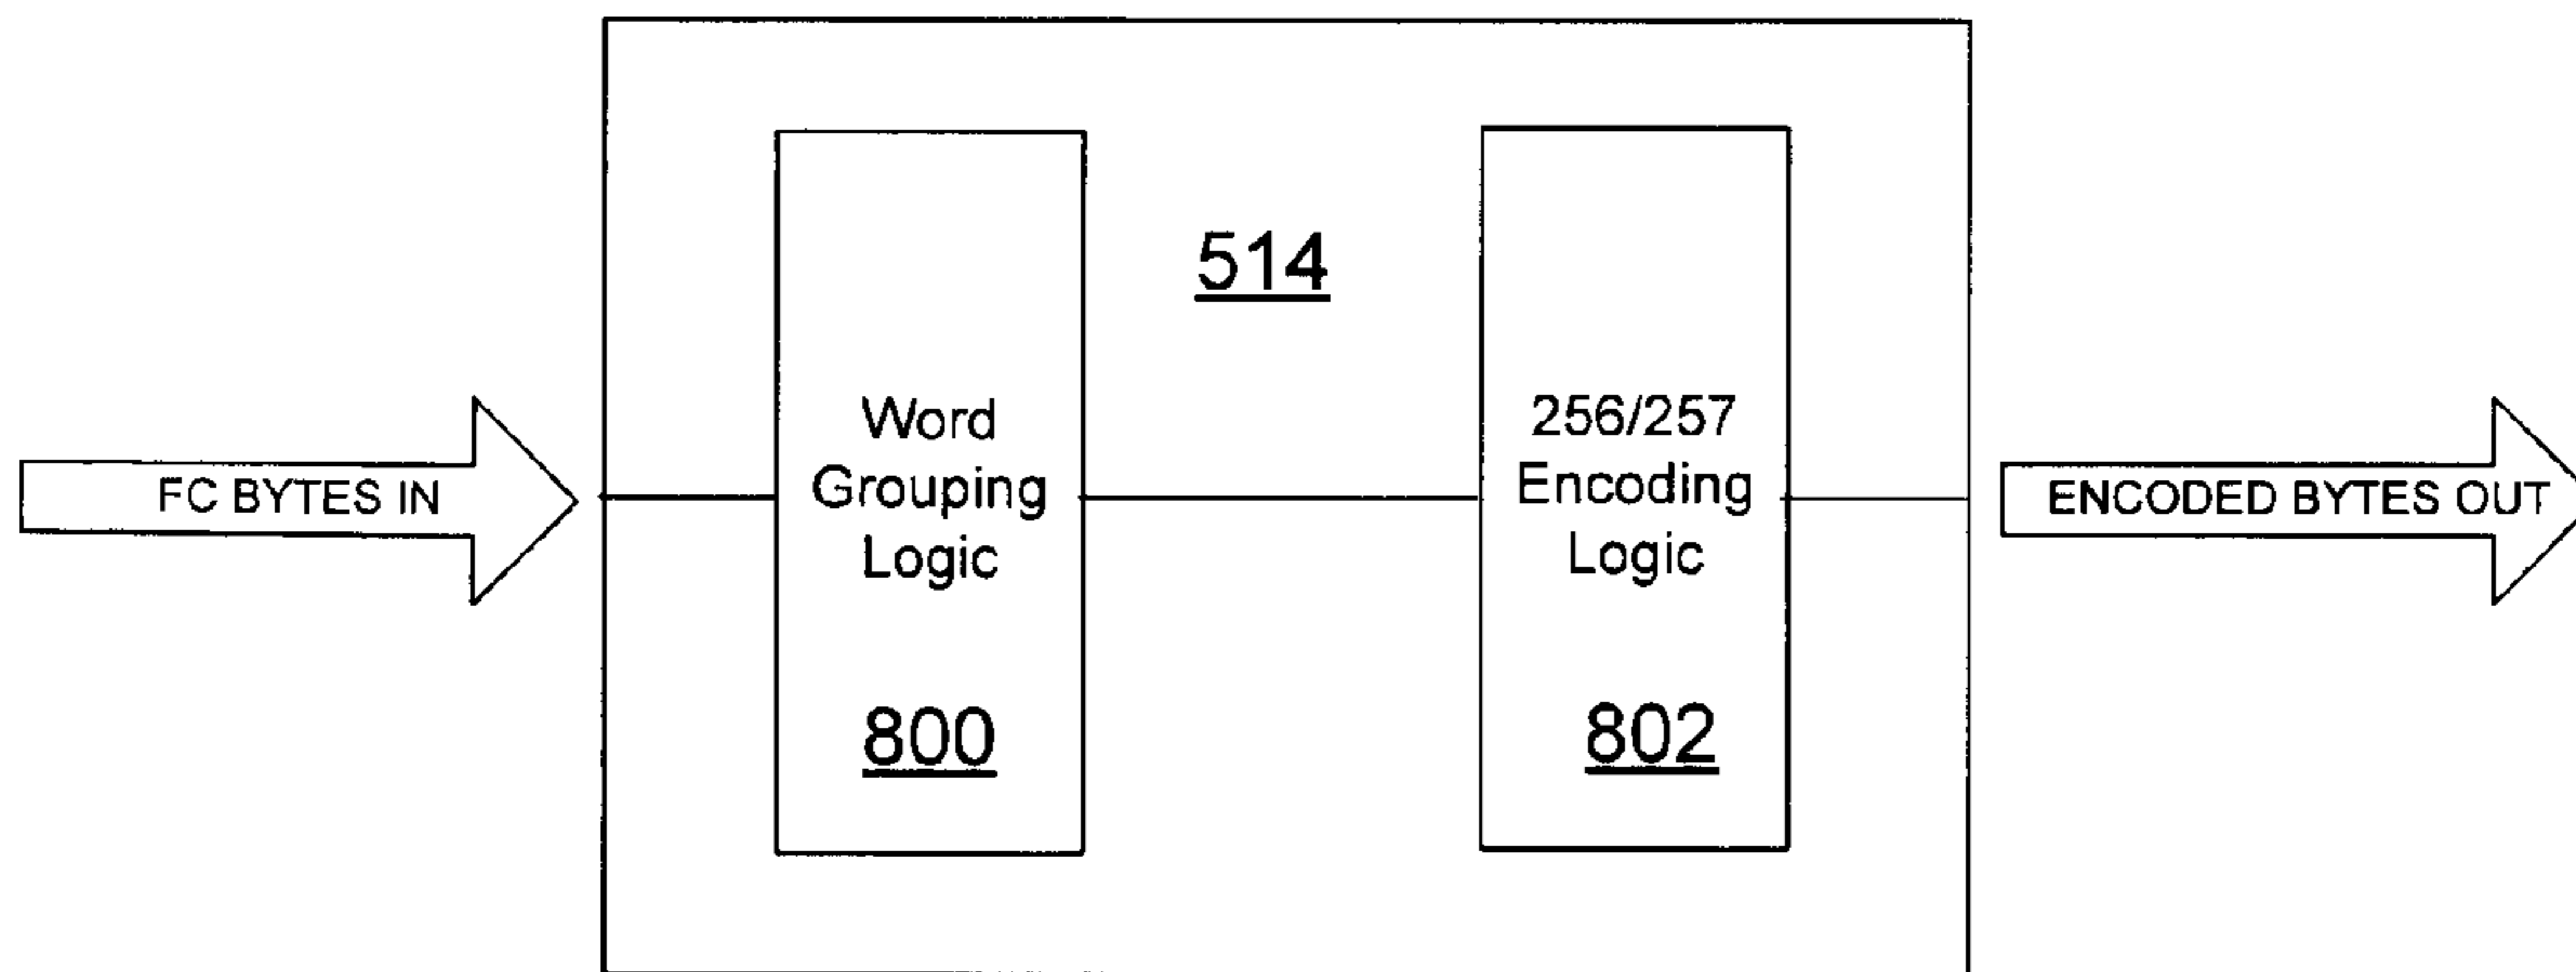 514
FC BYTES IN
Word
Grouping
Logic
800
256/257
Encoding
Logic
802
ENCODED BYTES OUT